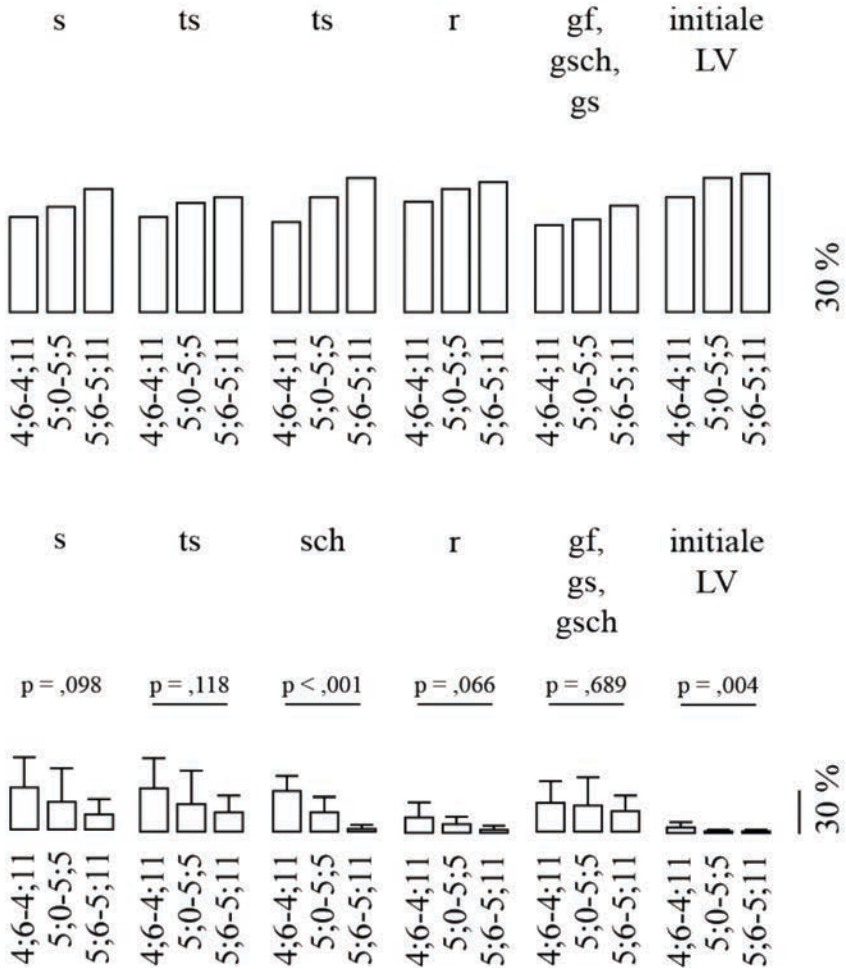 s ts ts r gf, initiale
gsch, LV
gs
30 %
4;6-4;11 5;0-5;5 5;6-5;11 4;6-4;11 5;0-5;5 5;6-5;11 4;6-4;11 5;0-5;5 5;6-5;11 4;6-4;11 5;0-5;5 5;6-5;11 4;6-4;11 5;0-5;5 5;6-5;11 4;6-4;11 5;0-5;5 5;6-5;11
s ts sch r gf, initiale
gs, LV
gsch
p = ,098 p = ,118 p < ,001 p = ,066 p = ,689 p = ,004
30 %
4;6-4;11 5;0-5;5 5;6-5;11 4;6-4;11 5;0-5;5 5;6-5;11 4;6-4;11 5;0-5;5 5;6-5;11 4;6-4;11 5;0-5;5 5;6-5;11 4;6-4;11 5;0-5;5 5;6-5;11 4;6-4;11 5;0-5;5 5;6-5;11